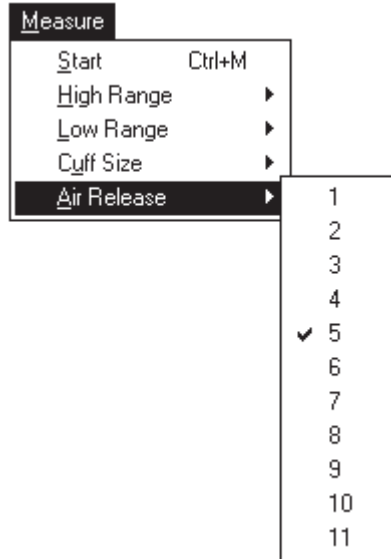 Measure
Start Ctrl+M
High Range
Low Range
Cuff Size
Air Release
1
2
3
4
5
6
7
8
9
10
11